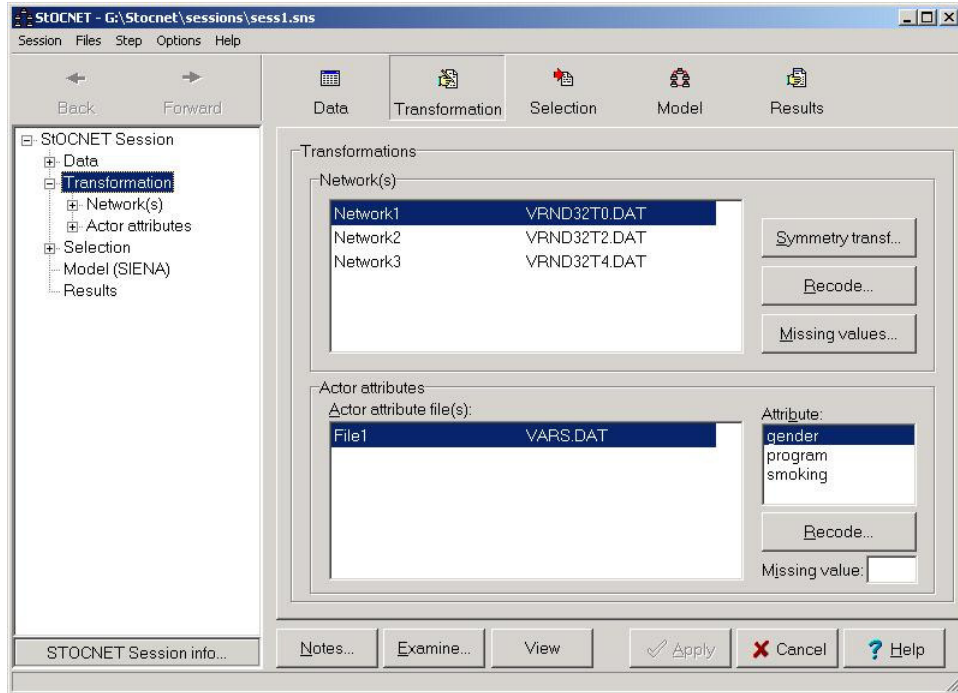 StOCNET - G:\Stocnet\sessions\sess1.sns
Session Files Step Options Help
Back Forward Data Transformation Selection Model Results
StOCNET Session
Data
Transformation
Network(s)
Actor attributes
Selection
Model (SIENA)
Results
STOCNET Session info...
Transformations
Network(s)
Network1 VRND32T0.DAT
Network2 VRND32T2.DAT
Network3 VRND32T4.DAT
Symmetry transf...
Recode...
Missing values...
Actor attributes
Actor attribute file(s):
File1 VARS.DAT
Attribute:
gender
program
smoking
Recode...
Missing value:
Notes... Examine... View Apply Cancel Help